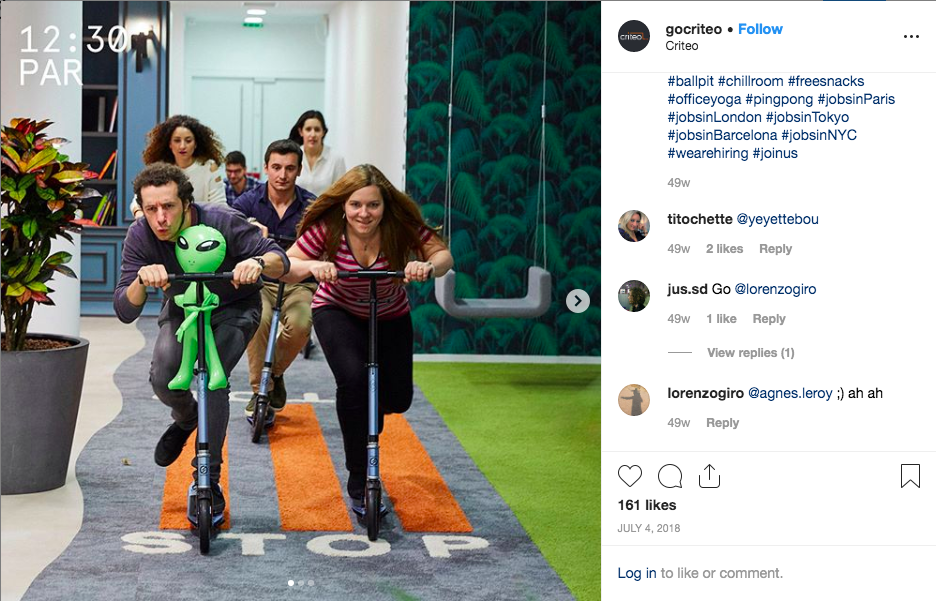 12:30
PAR
STOP
criteo
gocriteo • Follow
Criteo
#ballpit #chillroom #freesnacks
#officeyoga #pingpong #jobsinParis
#jobsinLondon #jobsinTokyo
#jobsinBarcelona #jobsinNYC
#wearehiring #joinus
49w
titochette @yeyettebou
49w 2 likes Reply
jus.sd Go @lorenzogiro
49w 1 like Reply
View replies (1)
lorenzogiro @agnes.leroy ;) ah ah
49w Reply
161 likes
JULY 4, 2018
Log in to like or comment.